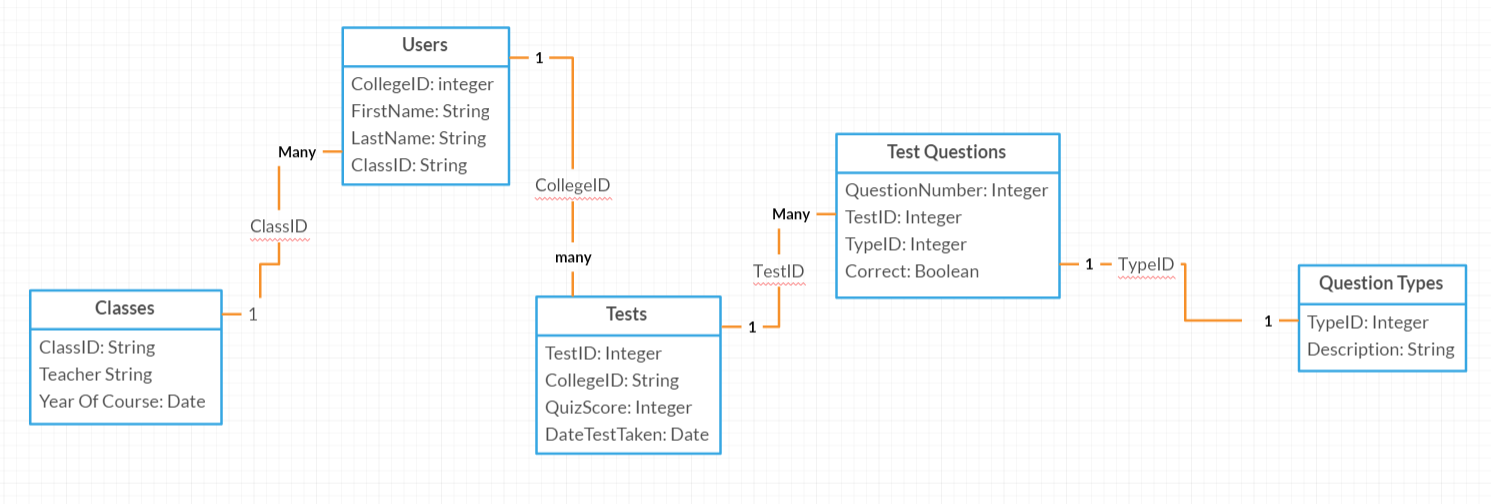 Users
CollegeID: integer
FirstName: String
LastName: String
ClassID: String
1
CollegeID
many
Many
ClassID
1
Classes
ClassID: String
Teacher String
Year Of Course: Date
Tests
TestID: Integer
CollegeID: String
QuizScore: Integer
DateTestTaken: Date
1
TestID
Many
Test Questions
QuestionNumber: Integer
TestID: Integer
TypeID: Integer
Correct: Boolean
1
TypeID
1
Question Types
TypeID: Integer
Description: String